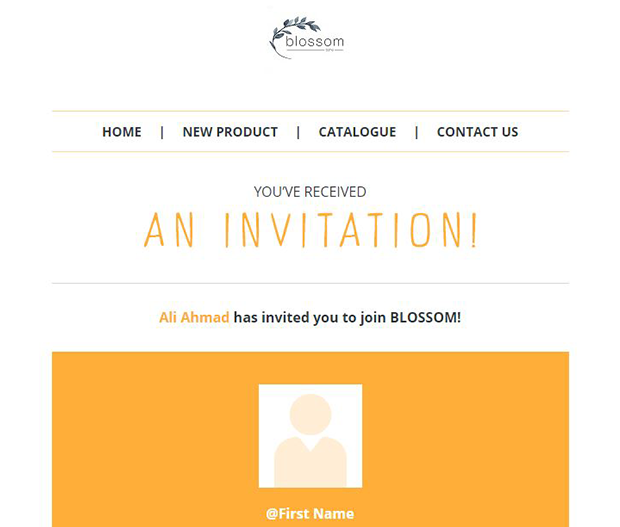 blossom
HOME | NEW PRODUCT | CATALOGUE | CONTACT US
YOU'VE RECEIVED
AN INVITATION!
Ali Ahmad has invited you to join BLOSSOM!
@First Name